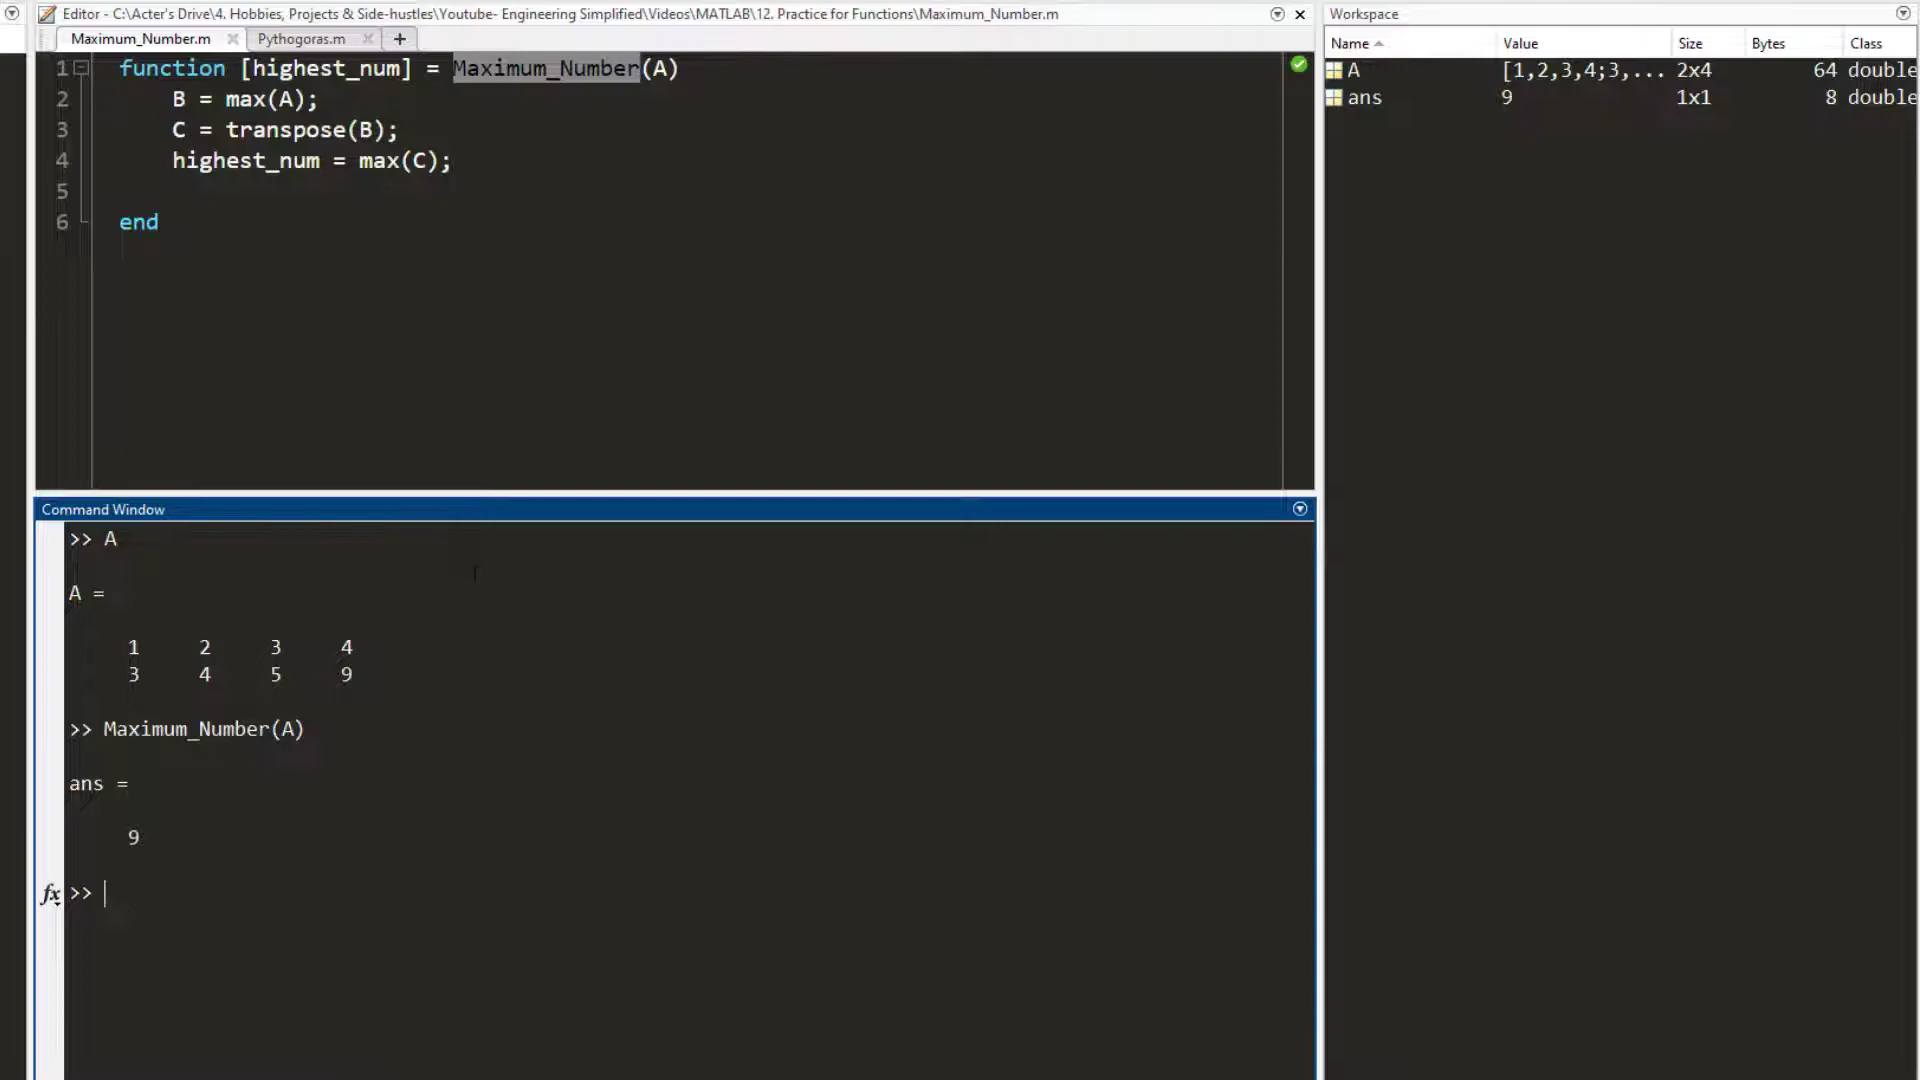 Editor - C:\Acter's Drive\4. Hobbies, Projects & Side-hustles\Youtube- Engineering Simplified\Videos\MATLAB\12. Practice for Functions\Maximum_Number.m
Maximum_Number.m
Pythogoras.m
+
1 function [highest_num] = Maximum_Number(A)
2 B = max(A);
3 C = transpose(B);
4 highest_num = max(C);
5
6 end
Command Window
>> A
A =
1 2 3 4
3 4 5 9
>> Maximum_Number(A)
ans =
9
fx >>
Workspace
Name Value Size Bytes Class
A [1,2,3,4;3,... 2x4 64 double
ans 9 1x1 8 double